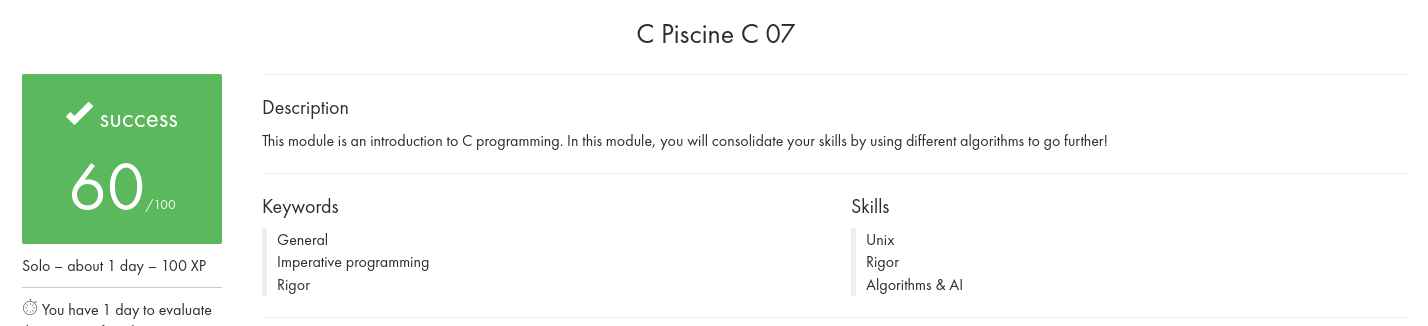 C Piscine C 07
success
60/100
Solo – about 1 day – 100 XP
You have 1 day to evaluate
Description
This module is an introduction to C programming. In this module, you will consolidate your skills by using different algorithms to go further!
Keywords
General
Imperative programming
Rigor
Skills
Unix
Rigor
Algorithms & AI